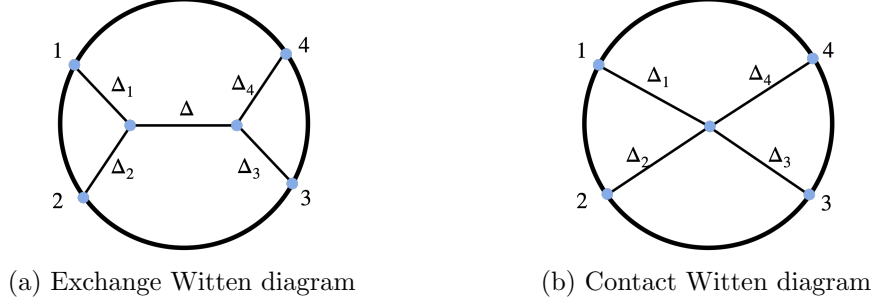 1
4
Δ₁
Δ₄
Δ
Δ₂
Δ₃
2
3
(a) Exchange Witten diagram
1
4
Δ₁
Δ₄
Δ₂
Δ₃
2
3
(b) Contact Witten diagram